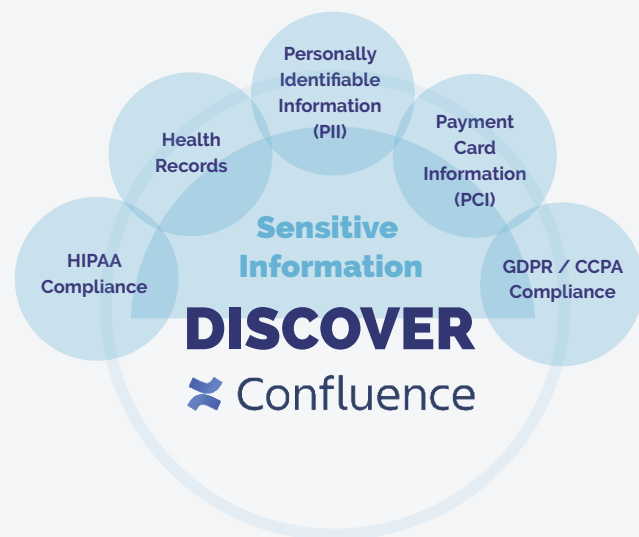 Personally
Identifiable
Information
(PII)
Health
Records
Payment
Card
Information
(PCI)
HIPAA
Compliance
GDPR / CCPA
Compliance
Sensitive
Information
DISCOVER
Confluence